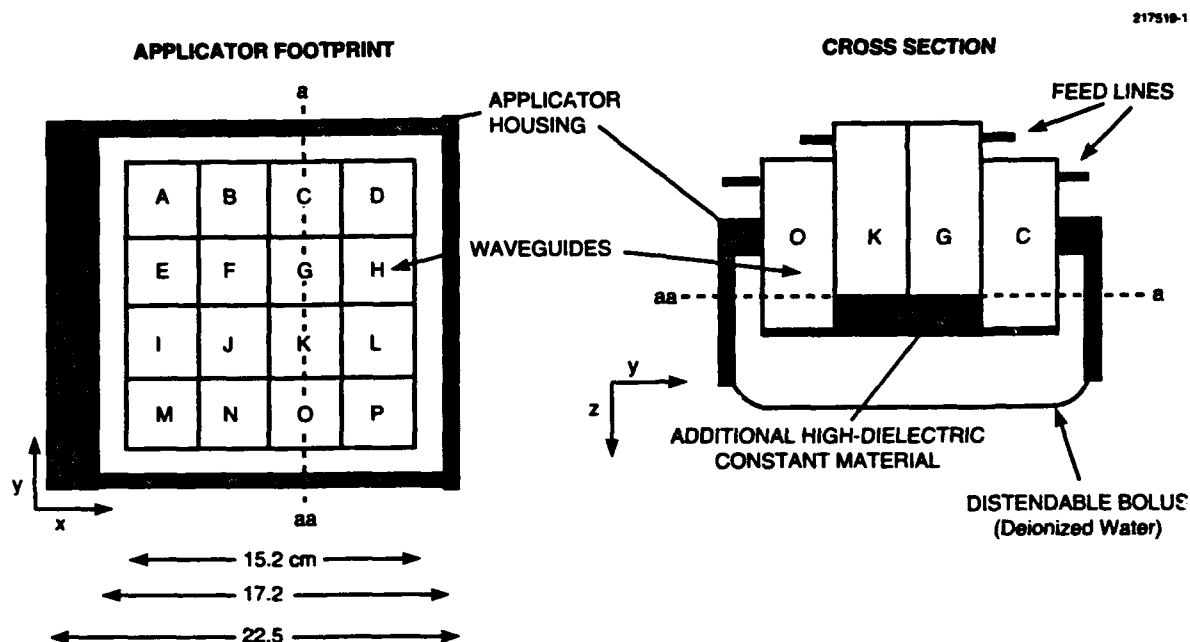 217519-1
APPLICATOR FOOTPRINT
a
A B C D
E F G H
I J K L
M N O P
y
x
aa
15.2 cm
17.2
22.5
APPLICATOR
HOUSING
WAVEGUIDES
CROSS SECTION
FEED LINES
O K G C
aa
a
y
z
ADDITIONAL HIGH-DIELECTRIC
CONSTANT MATERIAL
DISTENDABLE BOLUS
(Deionized Water)